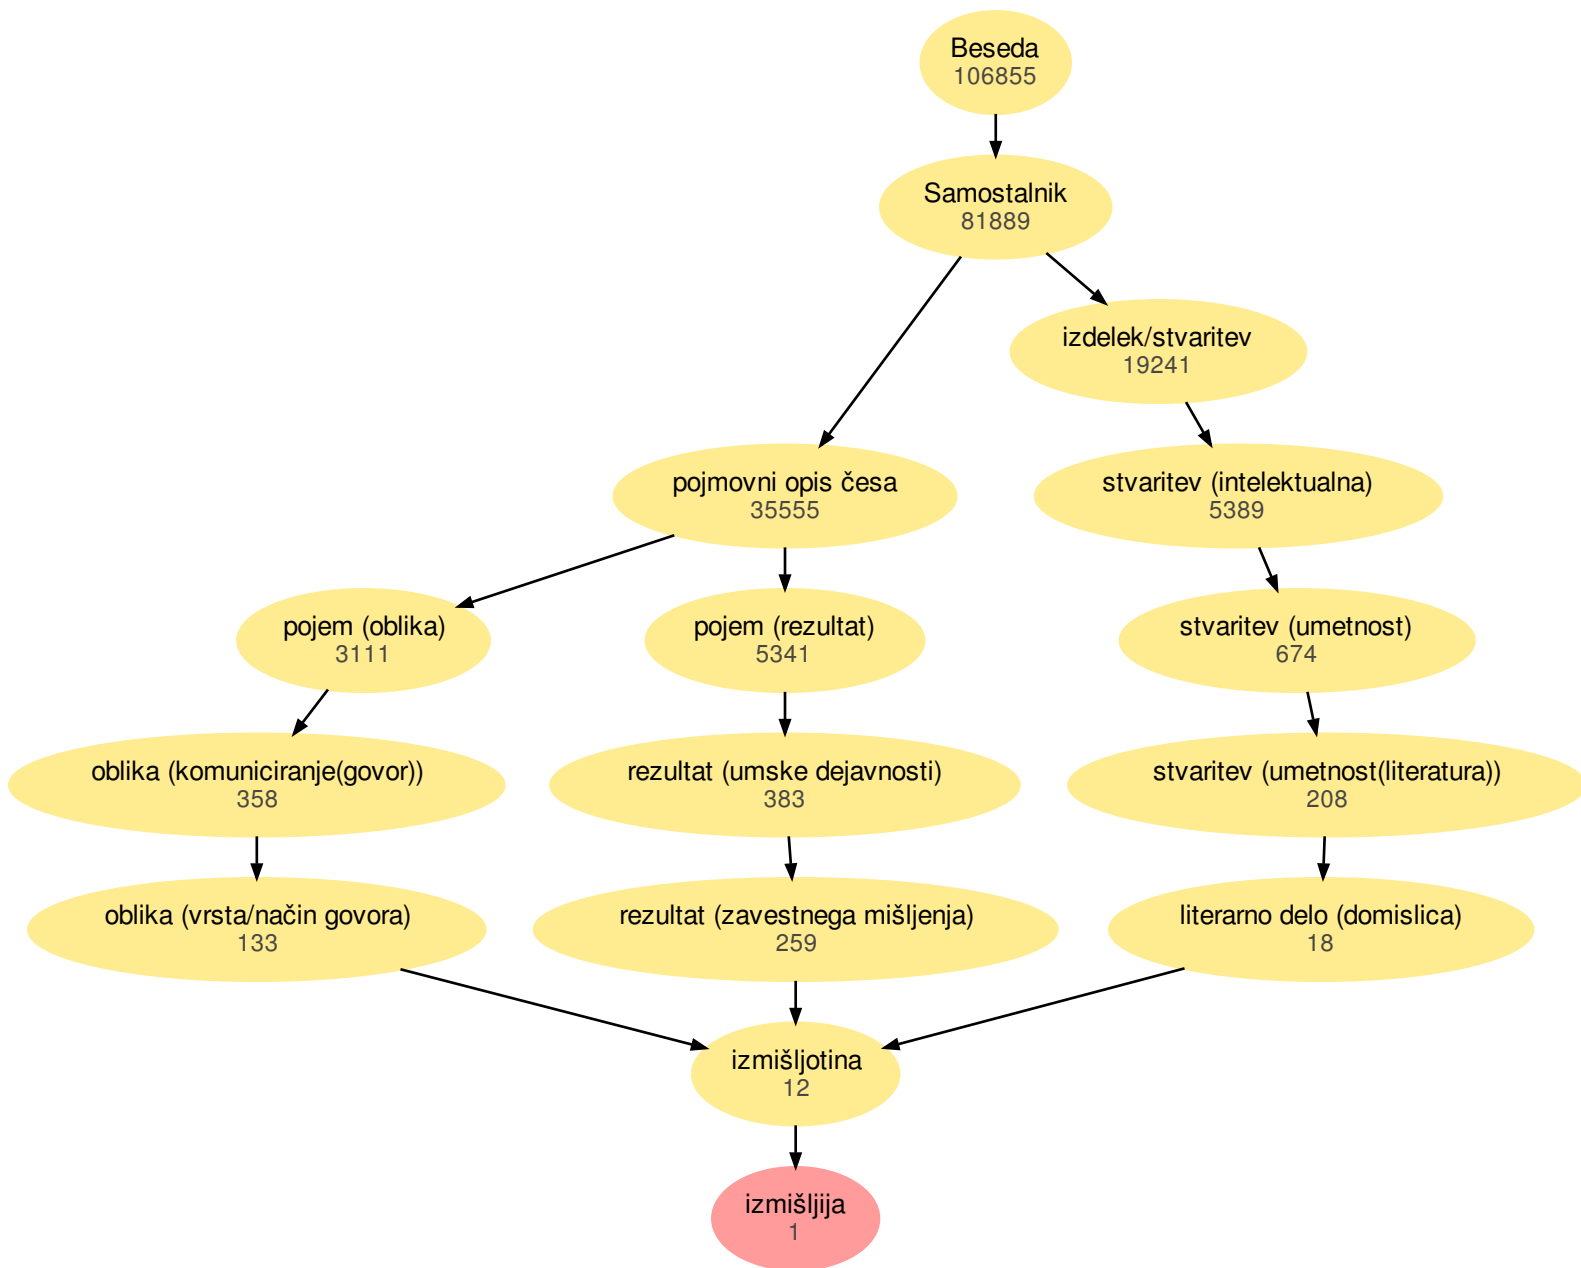 Beseda
106855
Samostalnik
81889
izdelek/stvaritev
19241
pojmovni opis česa
35555
stvaritev (intelektualna)
5389
pojem (oblika)
3111
pojem (rezultat)
5341
stvaritev (umetnost)
674
oblika (komuniciranje(govor))
358
rezultat (umske dejavnosti)
383
stvaritev (umetnost(literatura))
208
oblika (vrsta/način govora)
133
rezultat (zavestnega mišljenja)
259
literarno delo (domislica)
18
izmišljotina
12
izmišljija
1